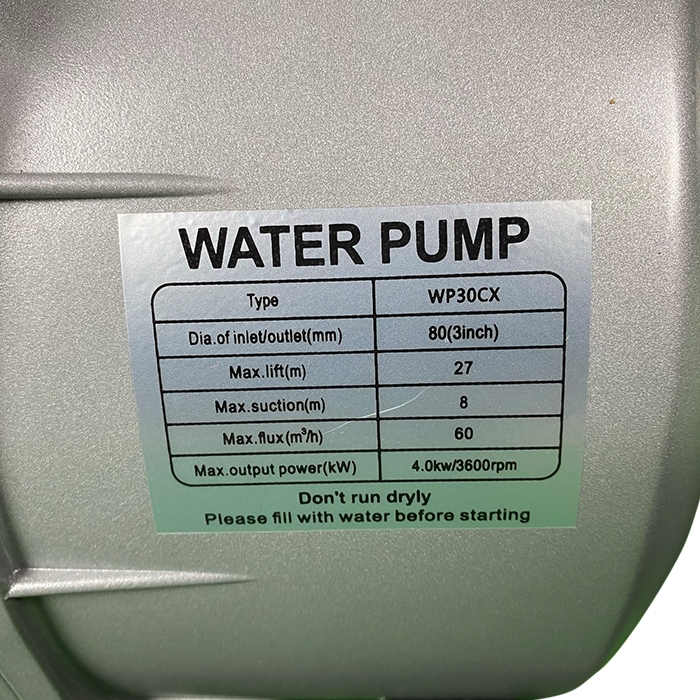 WATER PUMP
Type WP30CX
Dia.of inlet/outlet(mm) 80(3inch)
Max.lift(m) 27
Max.suction(m) 8
Max.flux(m³/h) 60
Max.output power(kW) 4.0kw/3600rpm
Don't run dryly
Please fill with water before starting